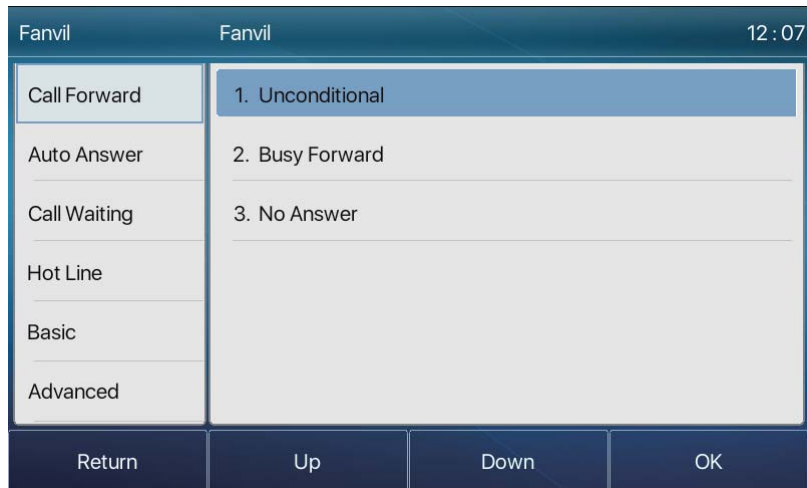 Fanvil Fanvil 12:07
Call Forward
Auto Answer
Call Waiting
Hot Line
Basic
Advanced
1. Unconditional
2. Busy Forward
3. No Answer
Return Up Down OK